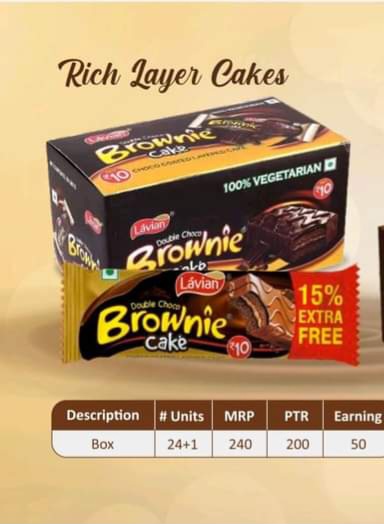 Rich Layer Cakes
Lávian
Double Choco
Brownie
Cake
₹10
CHOCO COATED LAYERED CAKE
100% VEGETARIAN
₹10
Lávian
Double Choco
Brownie
Cake
Lávian
Double Choco
Brownie
Cake
₹10
15%
EXTRA
FREE
Description # Units MRP PTR Earning
Box 24+1 240 200 50